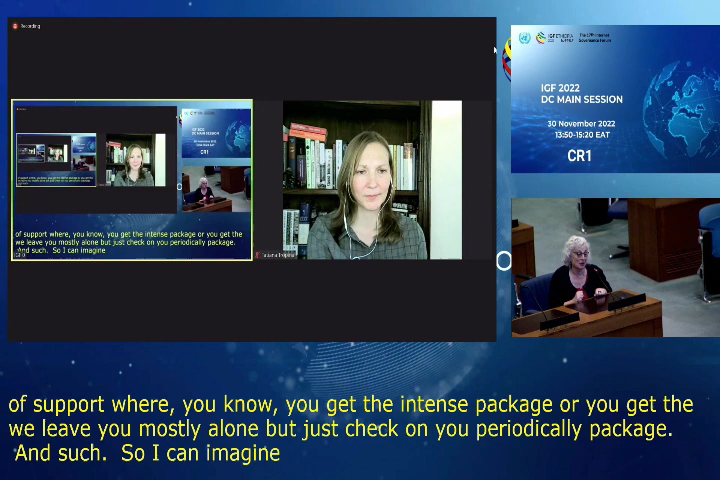 Recording
IGF 2022
DC MAIN SESSION
30 November 2022
13:50-15:20 EAT
CR1
of support where, you know, you get the intense package or you get the
we leave you mostly alone but just check on you periodically package.
And such.  So I can imagine
Tatiana Tropina
of support where, you know, you get the intense package or you get the
we leave you mostly alone but just check on you periodically package.
And such.  So I can imagine